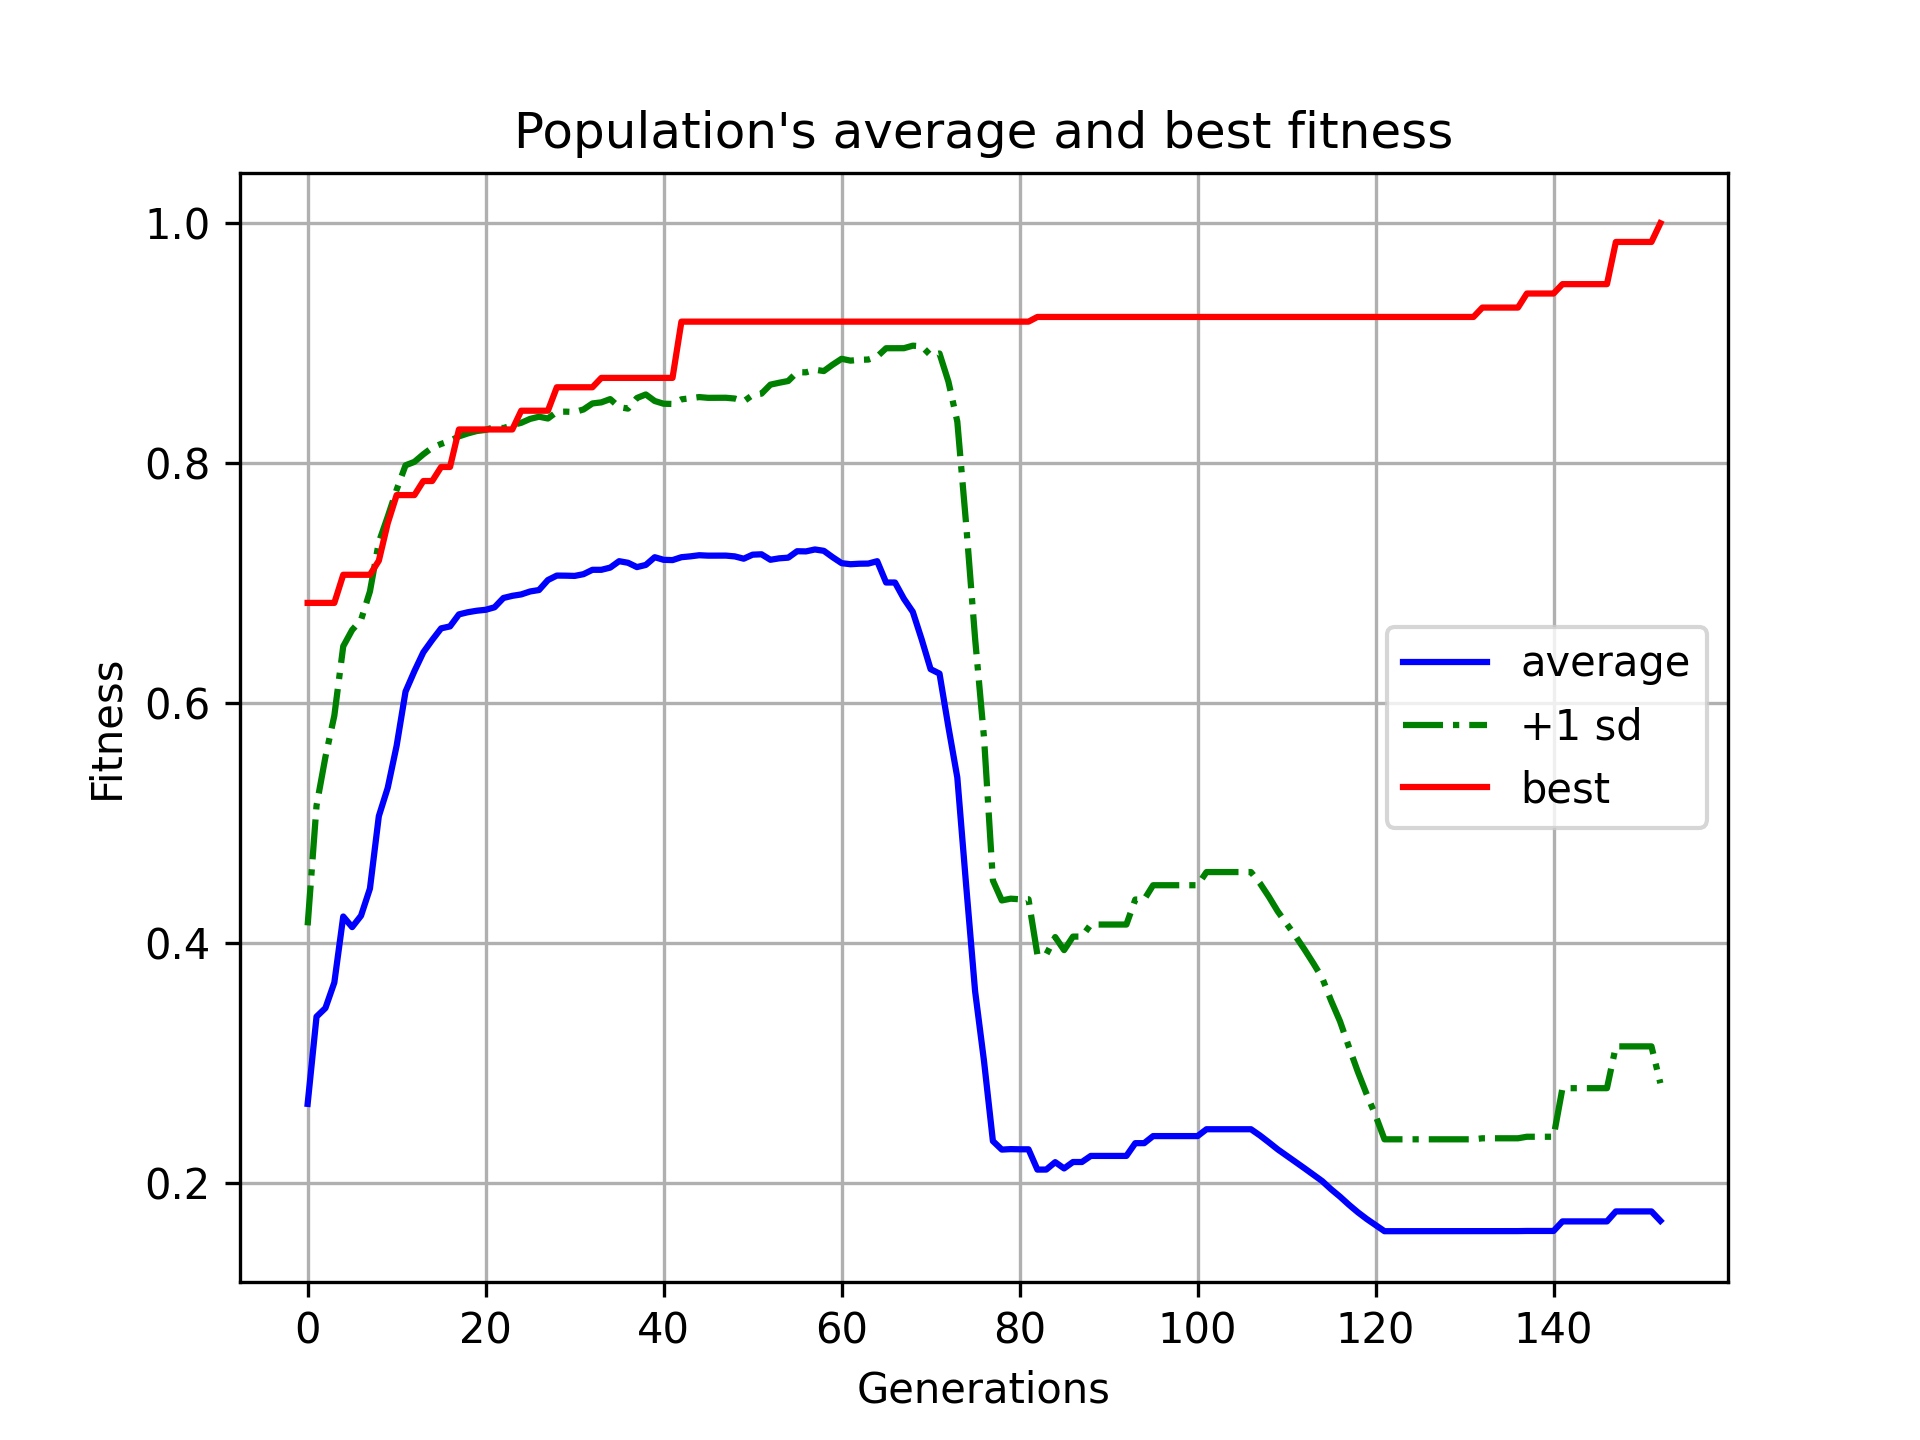 Population's average and best fitness
1.0
0.8
0.6
0.4
0.2
Fitness
average
+1 sd
best
0 20 40 60 80 100 120 140
Generations